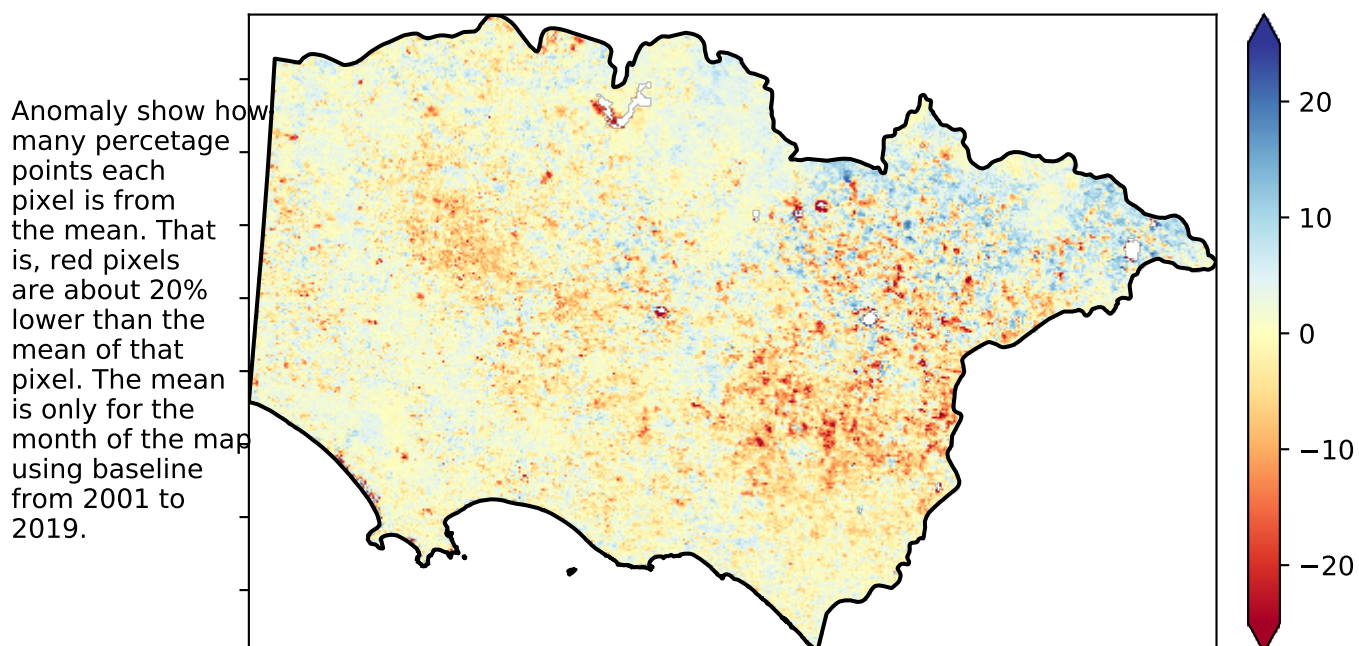 Anomaly show how
many percetage
points each
pixel is from
the mean. That
is, red pixels
are about 20%
lower than the
mean of that
pixel. The mean
is only for the
month of the map
using baseline
from 2001 to
2019.
20
10
0
−10
−20